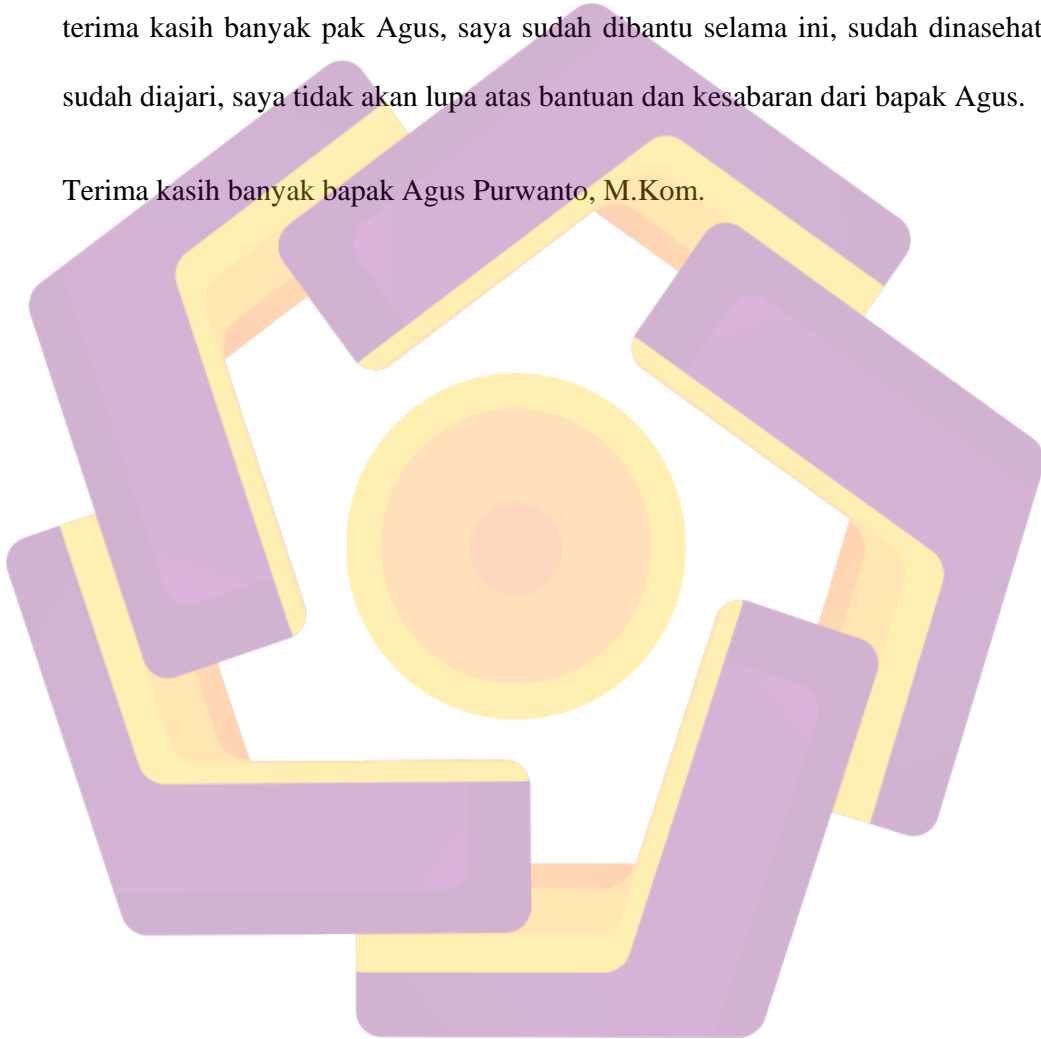 terima kasih banyak pak Agus, saya sudah dibantu selama ini, sudah dinasehat
sudah diajari, saya tidak akan lupa atas bantuan dan kesabaran dari bapak Agus.
Terima kasih banyak bapak Agus Purwanto, M.Kom.